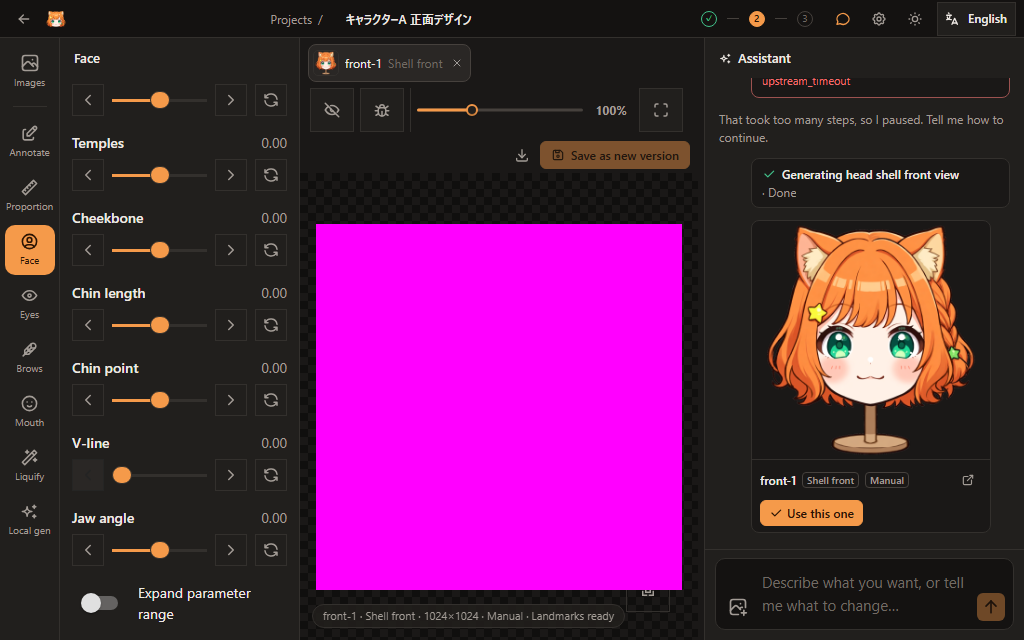 Projects /
キャラクターA 正面デザイン
2
3
English
Images
Annotate
Proportion
Face
Eyes
Brows
Mouth
Liquify
Local gen
Face
Temples 0.00
Cheekbone 0.00
Chin length 0.00
Chin point 0.00
V-line 0.00
Jaw angle 0.00
Expand parameter
range
front-1 Shell front
100%
Save as new version
front-1 · Shell front · 1024×1024 · Manual · Landmarks ready
Assistant
upstream_timeout
That took too many steps, so I paused. Tell me how to
continue.
Generating head shell front view
· Done
front-1 Shell front Manual
Use this one
Describe what you want, or tell
me what to change...